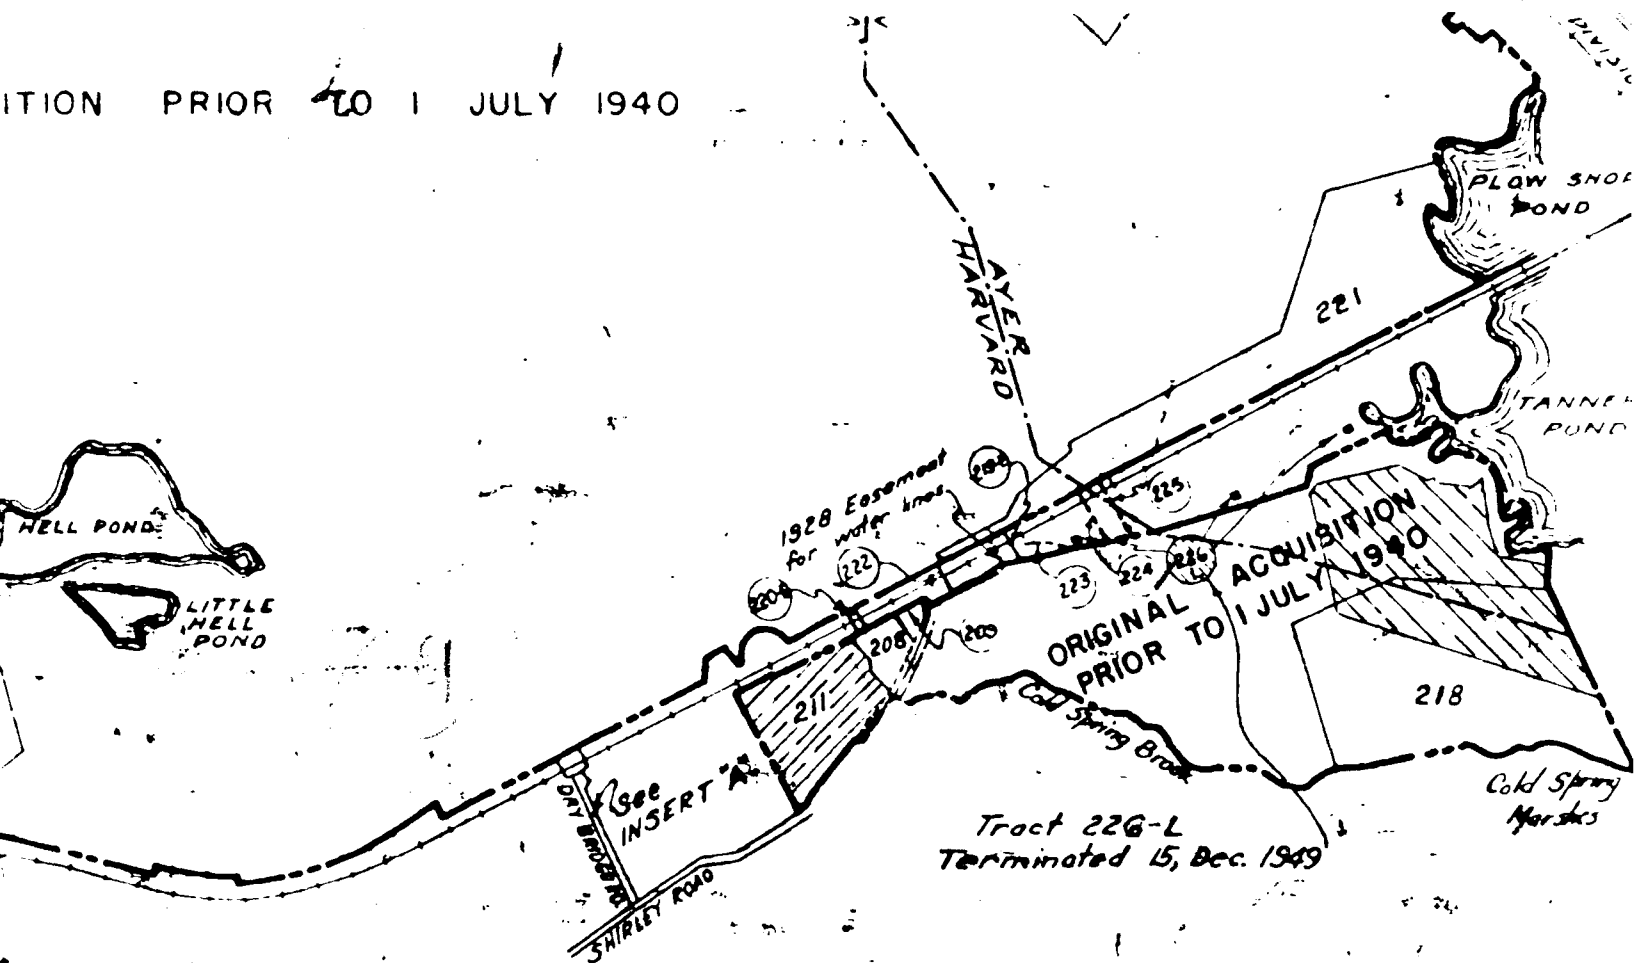 ITION PRIOR TO 1 JULY 1940
PLOW SHOP
POND
AYER
HARVARD
221
TANNER
POND
1928 Easement
for water lines
219-E
225
222
220-E
223
224
226
L
HELL POND
LITTLE
HELL
POND
208
209
211
ORIGINAL ACQUISITION
PRIOR TO 1 JULY 1940
218
Cold Spring Brook
See
INSERT "A"
DRY BRIDGE RD.
SHIRLEY ROAD
Cold Spring
Marshes
Tract 226-L
Terminated 15, Dec. 1949